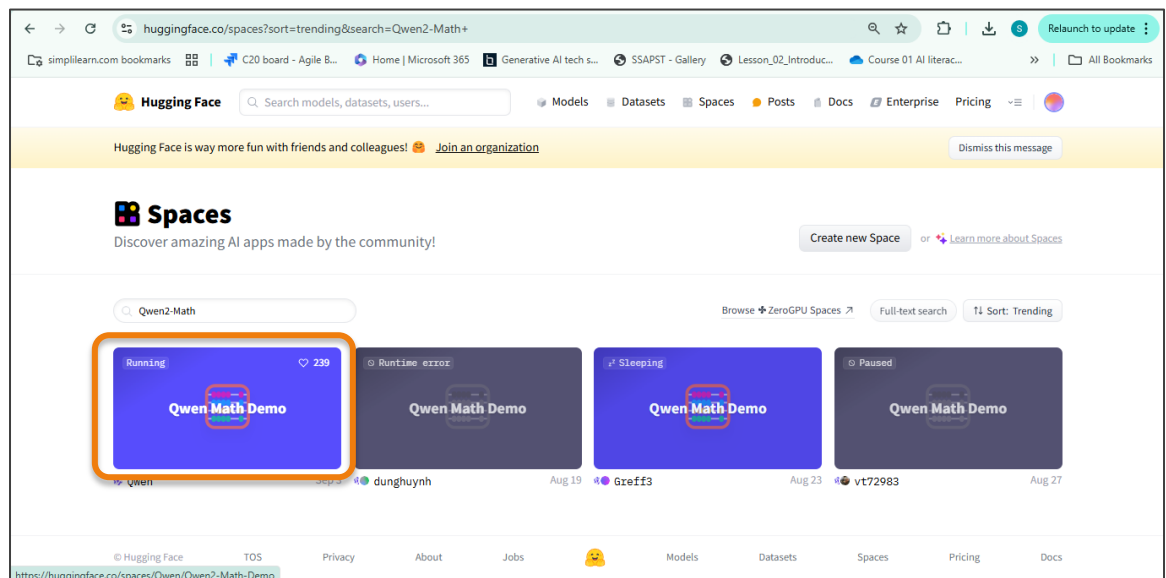 huggingface.co/spaces?sort=trending&search=Qwen2-Math+
S
Relaunch to update
simplilearn.com bookmarks
C20 board - Agile B...
Home | Microsoft 365
Generative AI tech s...
SSAPST - Gallery
Lesson_02_Introduc...
Course 01 AI literac...
»
All Bookmarks
Hugging Face
Search models, datasets, users...
Models
Datasets
Spaces
Posts
Docs
Enterprise
Pricing
Hugging Face is way more fun with friends and colleagues! 🤗 Join an organization
Dismiss this message
Spaces
Discover amazing AI apps made by the community!
Create new Space
or Learn more about Spaces
Qwen2-Math
Browse ZeroGPU Spaces
Full-text search
Sort: Trending
Running
239
Qwen Math Demo
Qwen
Sep 3
Runtime error
Qwen Math Demo
dunghuynh
Aug 19
Sleeping
Qwen Math Demo
Greff3
Aug 23
Paused
Qwen Math Demo
vt72983
Aug 27
© Hugging Face
TOS
Privacy
About
Jobs
Models
Datasets
Spaces
Pricing
Docs
https://huggingface.co/spaces/Qwen/Qwen2-Math-Demo